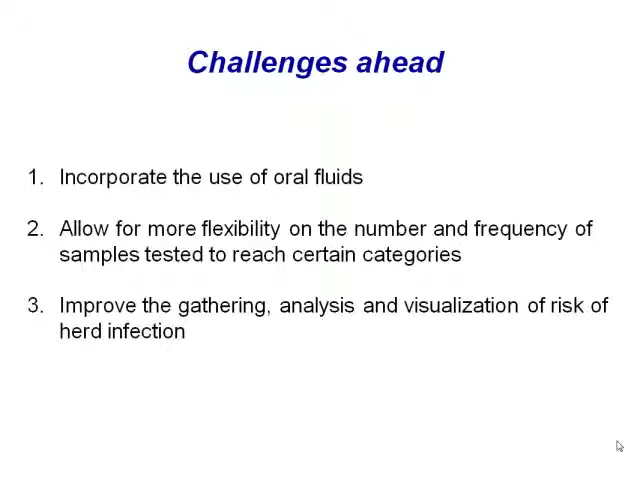 Challenges ahead
1. Incorporate the use of oral fluids
2. Allow for more flexibility on the number and frequency of
samples tested to reach certain categories
3. Improve the gathering, analysis and visualization of risk of
herd infection